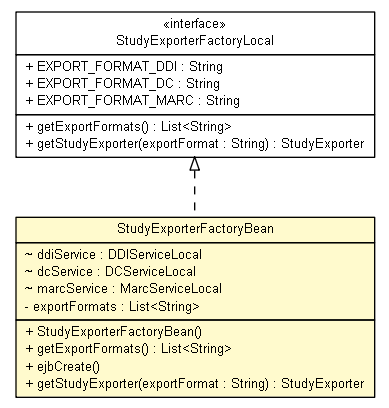 «interface»
StudyExporterFactoryLocal
+ EXPORT_FORMAT_DDI : String
+ EXPORT_FORMAT_DC : String
+ EXPORT_FORMAT_MARC : String
+ getExportFormats() : List<String>
+ getStudyExporter(exportFormat : String) : StudyExporter
StudyExporterFactoryBean
~ ddiService : DDIServiceLocal
~ dcService : DCServiceLocal
~ marcService : MarcServiceLocal
- exportFormats : List<String>
+ StudyExporterFactoryBean()
+ getExportFormats() : List<String>
+ ejbCreate()
+ getStudyExporter(exportFormat : String) : StudyExporter